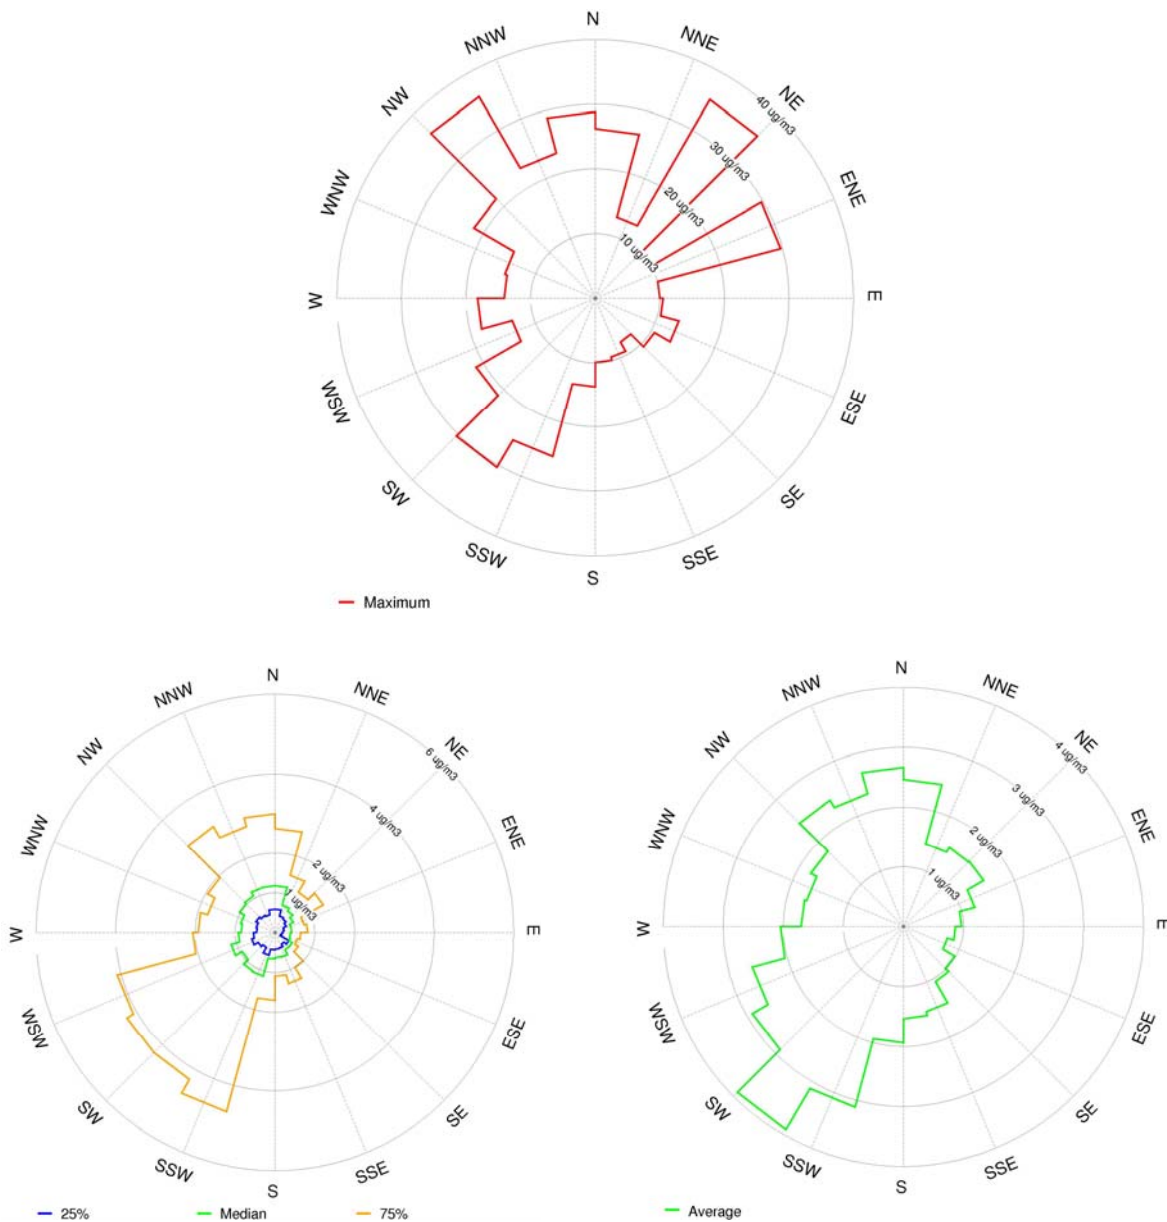 N
NNW
NNE
NW
NE
40 ug/m3
30 ug/m3
WNW
ENE
20 ug/m3
10 ug/m3
W
E
WSW
ESE
SW
SE
SSW
SSE
S
Maximum
N
NNW
NNE
NW
NE
6 ug/m3
4 ug/m3
WNW
ENE
2 ug/m3
1 ug/m3
W
E
WSW
ESE
SW
SE
SSW
SSE
S
25%
Median
75%
N
NNW
NNE
NW
NE
4 ug/m3
3 ug/m3
WNW
ENE
2 ug/m3
1 ug/m3
W
E
WSW
ESE
SW
SE
SSW
SSE
S
Average